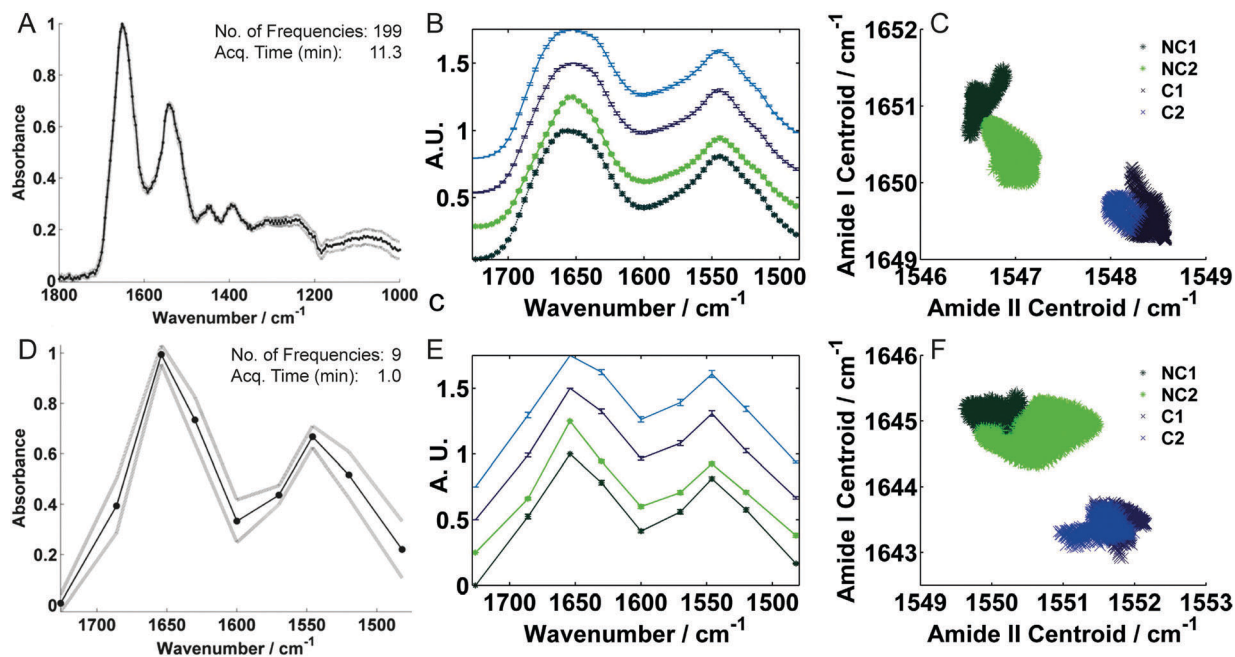 A
No. of Frequencies: 199
Acq. Time (min): 11.3
Absorbance
1
0.8
0.6
0.4
0.2
0
1800
1600
1400
1200
1000
Wavenumber / cm-1
B
A.U.
1.5
1
0.5
1700
1650
1600
1550
1500
Wavenumber / cm-1
c
C
Amide I Centroid / cm-1
1652
1651
1650
1649
NC1
NC2
C1
C2
1546
1547
1548
1549
Amide II Centroid / cm-1
D
No. of Frequencies: 9
Acq. Time (min): 1.0
Absorbance
1
0.8
0.6
0.4
0.2
0
1700
1650
1600
1550
1500
Wavenumber / cm-1
E
A. U.
1.5
1
0.5
0
1700
1650
1600
1550
1500
Wavenumber / cm-1
F
Amide I Centroid / cm-1
1646
1645
1644
1643
NC1
NC2
C1
C2
1549
1550
1551
1552
1553
Amide II Centroid / cm-1